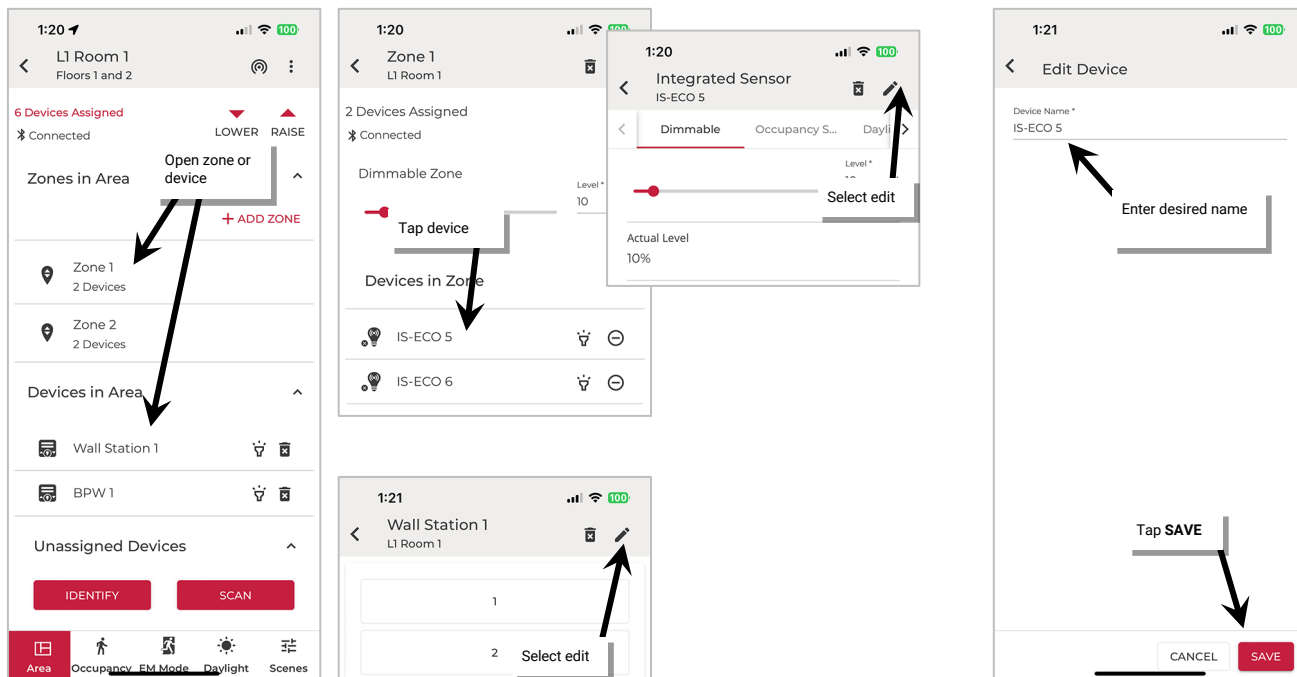 1:20
100
L1 Room 1
Floors 1 and 2
6 Devices Assigned
Connected
LOWER
RAISE
Open zone or
device
Zones in Area
+ ADD ZONE
Zone 1
2 Devices
Zone 2
2 Devices
Devices in Area
Wall Station 1
BPW 1
Unassigned Devices
IDENTIFY
SCAN
Area
Occupancy
EM Mode
Daylight
Scenes
1:20
Zone 1
L1 Room 1
2 Devices Assigned
Connected
Dimmable Zone
Level *
10
Tap device
Devices in Zone
IS-ECO 5
IS-ECO 6
1:20
100
Integrated Sensor
IS-ECO 5
Dimmable
Occupancy S...
Dayli
Level *
Select edit
Actual Level
10%
1:21
100
Wall Station 1
L1 Room 1
1
2
Select edit
1:21
100
Edit Device
Device Name *
IS-ECO 5
Enter desired name
Tap SAVE
CANCEL
SAVE